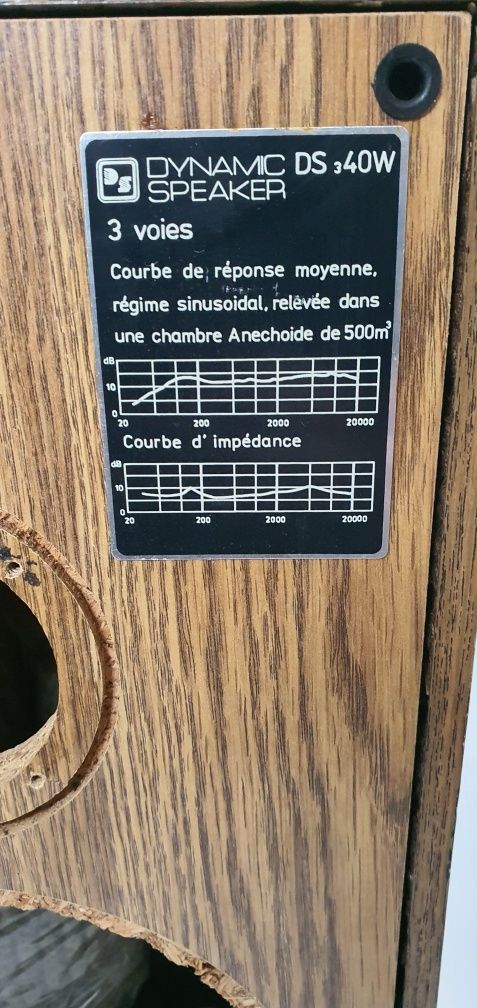 DS DYNAMIC SPEAKER DS 340W
3 voies
Courbe de réponse moyenne,
régime sinusoidal, relevée dans
une chambre Anechoide de 500m³
dB
10
0
20 200 2000 20000
Courbe d'impédance
dB
10
0
20 200 2000 20000